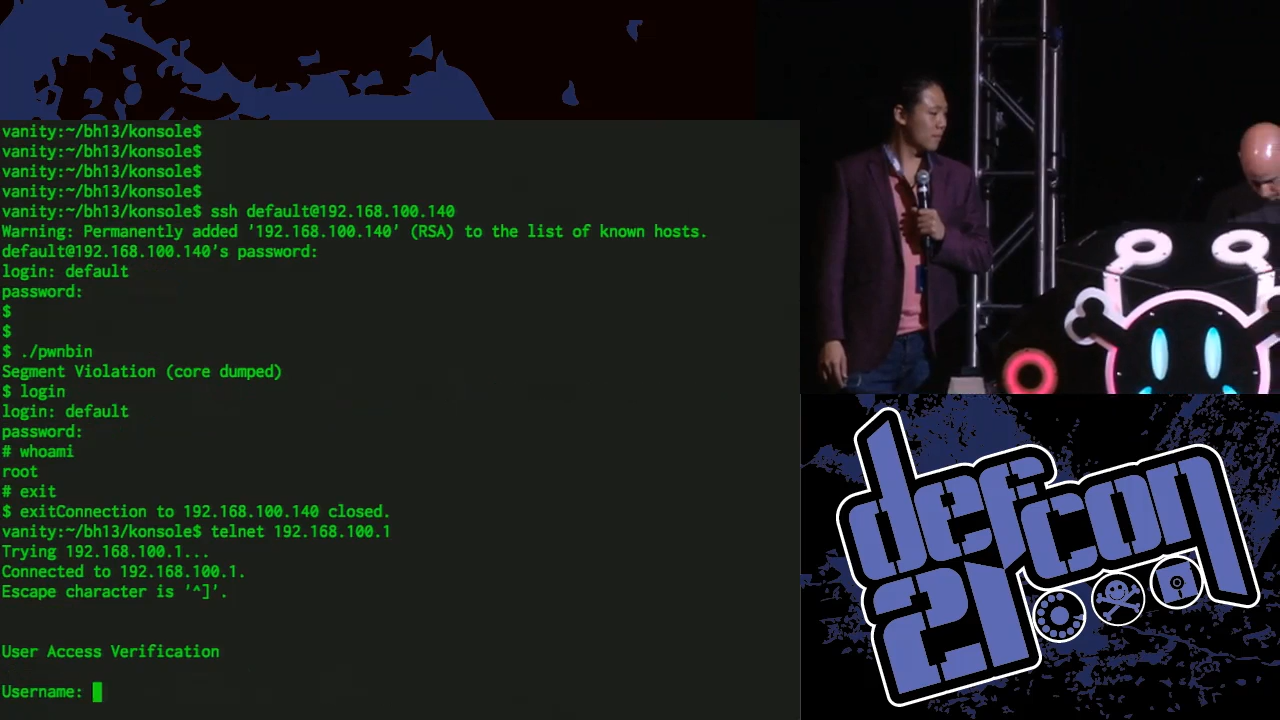 vanity:~/bh13/konsole$
vanity:~/bh13/konsole$
vanity:~/bh13/konsole$
vanity:~/bh13/konsole$
vanity:~/bh13/konsole$ ssh default@192.168.100.140
Warning: Permanently added '192.168.100.140' (RSA) to the list of known hosts.
default@192.168.100.140's password:
login: default
password:
$
$
$ ./pwnbin
Segment Violation (core dumped)
$ login
login: default
password:
# whoami
root
# exit
$ exitConnection to 192.168.100.140 closed.
vanity:~/bh13/konsole$ telnet 192.168.100.1
Trying 192.168.100.1...
Connected to 192.168.100.1.
Escape character is '^]'.
User Access Verification
Username:
defcon
21